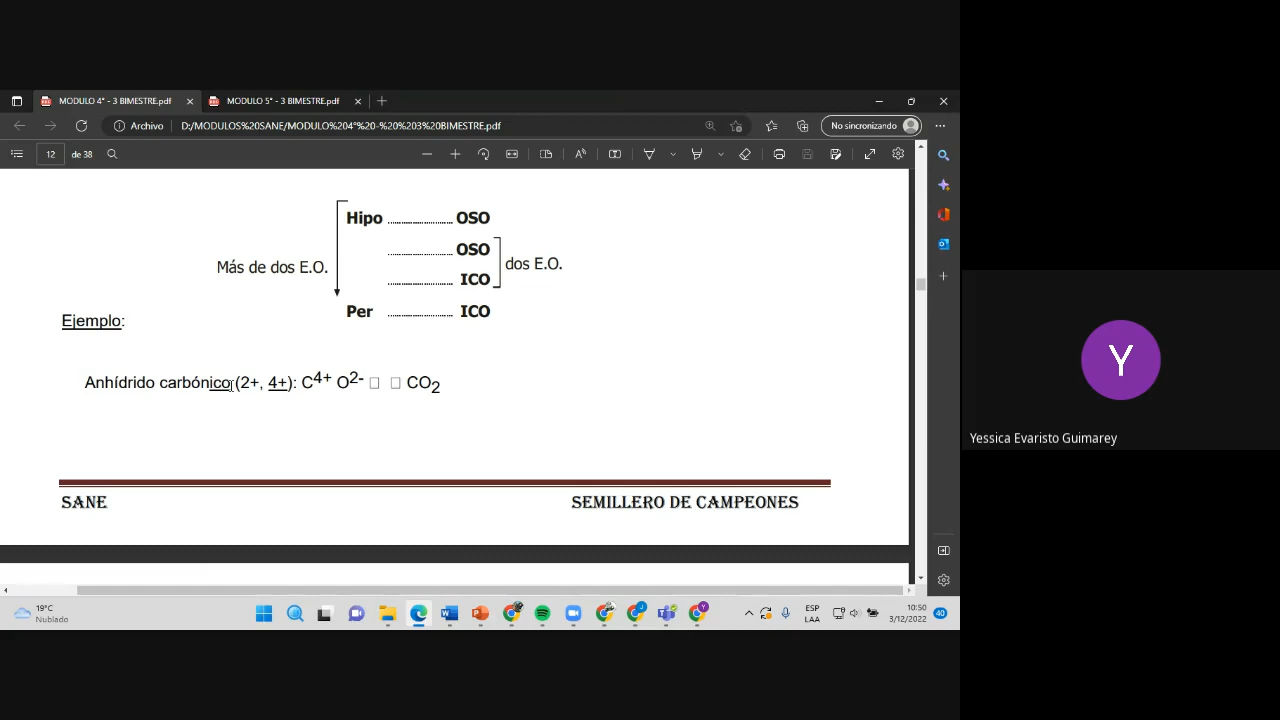 MODULO 4° - 3 BIMESTRE.pdf
MODULO 5° - 3 BIMESTRE.pdf
Archivo
D:/MODULOS%20SANE/MODULO%204°%20-%20%203%20BIMESTRE.pdf
No sincronizando
12 de 38
Hipo ........................ OSO
........................ OSO
Más de dos E.O.
dos E.O.
........................ ICO
Per ........................ ICO
Ejemplo:
Anhídrido carbónico (2+, 4+): C4+ O2- □ □ CO2
SANE SEMILLERO DE CAMPEONES
Y
Yessica Evaristo Guimarey
19°C
Nublado
ESP
LAA
10:50
3/12/2022
40